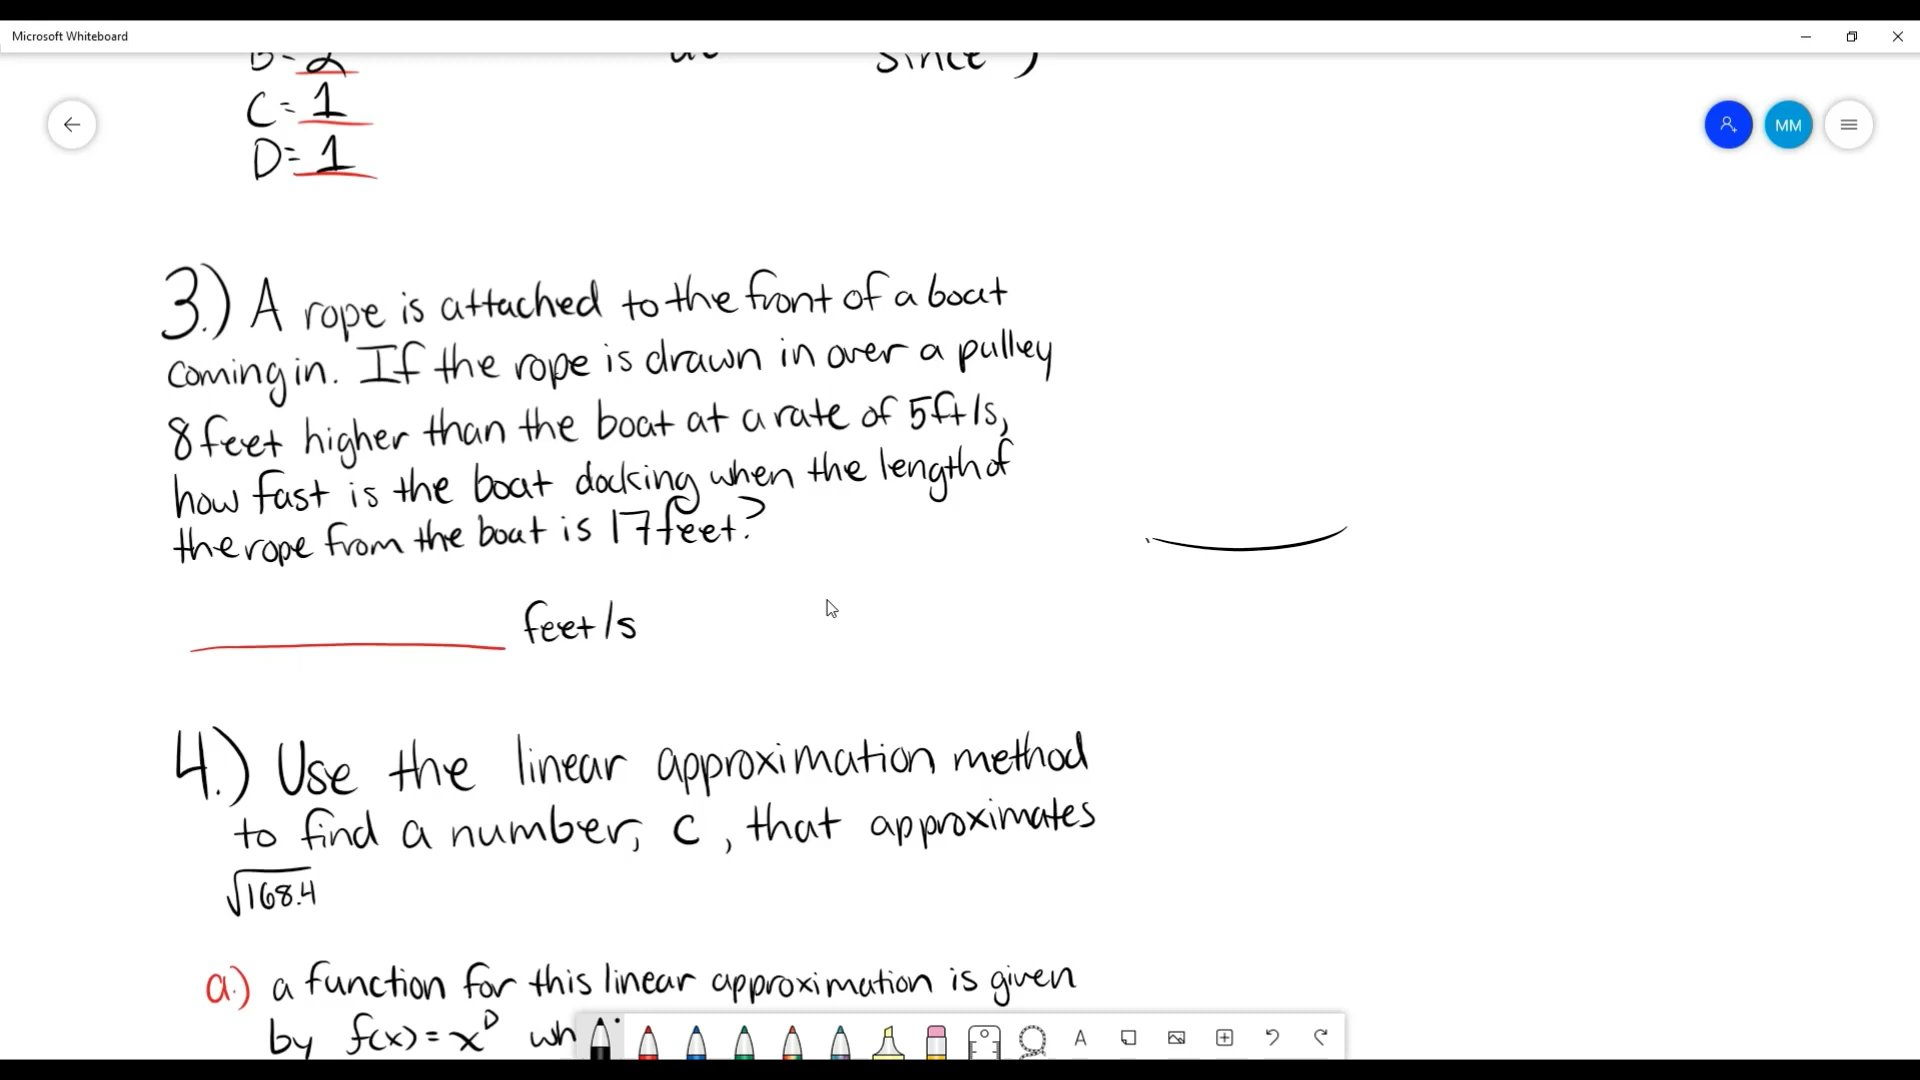 Microsoft Whiteboard
since )
C = 1
D = 1
MM
3.) A rope is attached to the front of a boat
coming in. If the rope is drawn in over a pulley
8 feet higher than the boat at a rate of 5ft/s,
how fast is the boat docking when the length of
the rope from the boat is 17 feet?
feet/s
4.) Use the linear approximation method
to find a number, c, that approximates
√168.4
a.) a function for this linear approximation is given
by f(x) = x^D wh
A